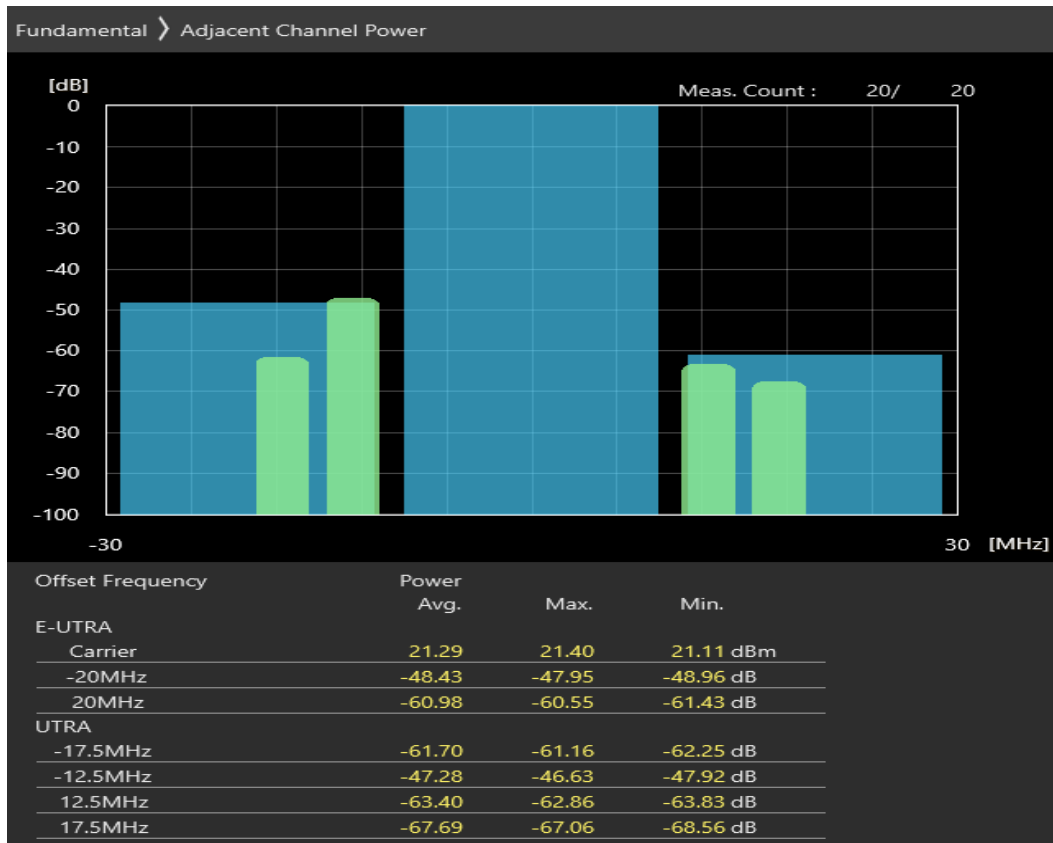 Fundamental 〉 Adjacent Channel Power
[dB]
Meas. Count : 20/ 20
0
-10
-20
-30
-40
-50
-60
-70
-80
-90
-100
-30 30 [MHz]
Offset Frequency Power
Avg. Max. Min.
E-UTRA
Carrier 21.29 21.40 21.11 dBm
-20MHz -48.43 -47.95 -48.96 dB
20MHz -60.98 -60.55 -61.43 dB
UTRA
-17.5MHz -61.70 -61.16 -62.25 dB
-12.5MHz -47.28 -46.63 -47.92 dB
12.5MHz -63.40 -62.86 -63.83 dB
17.5MHz -67.69 -67.06 -68.56 dB